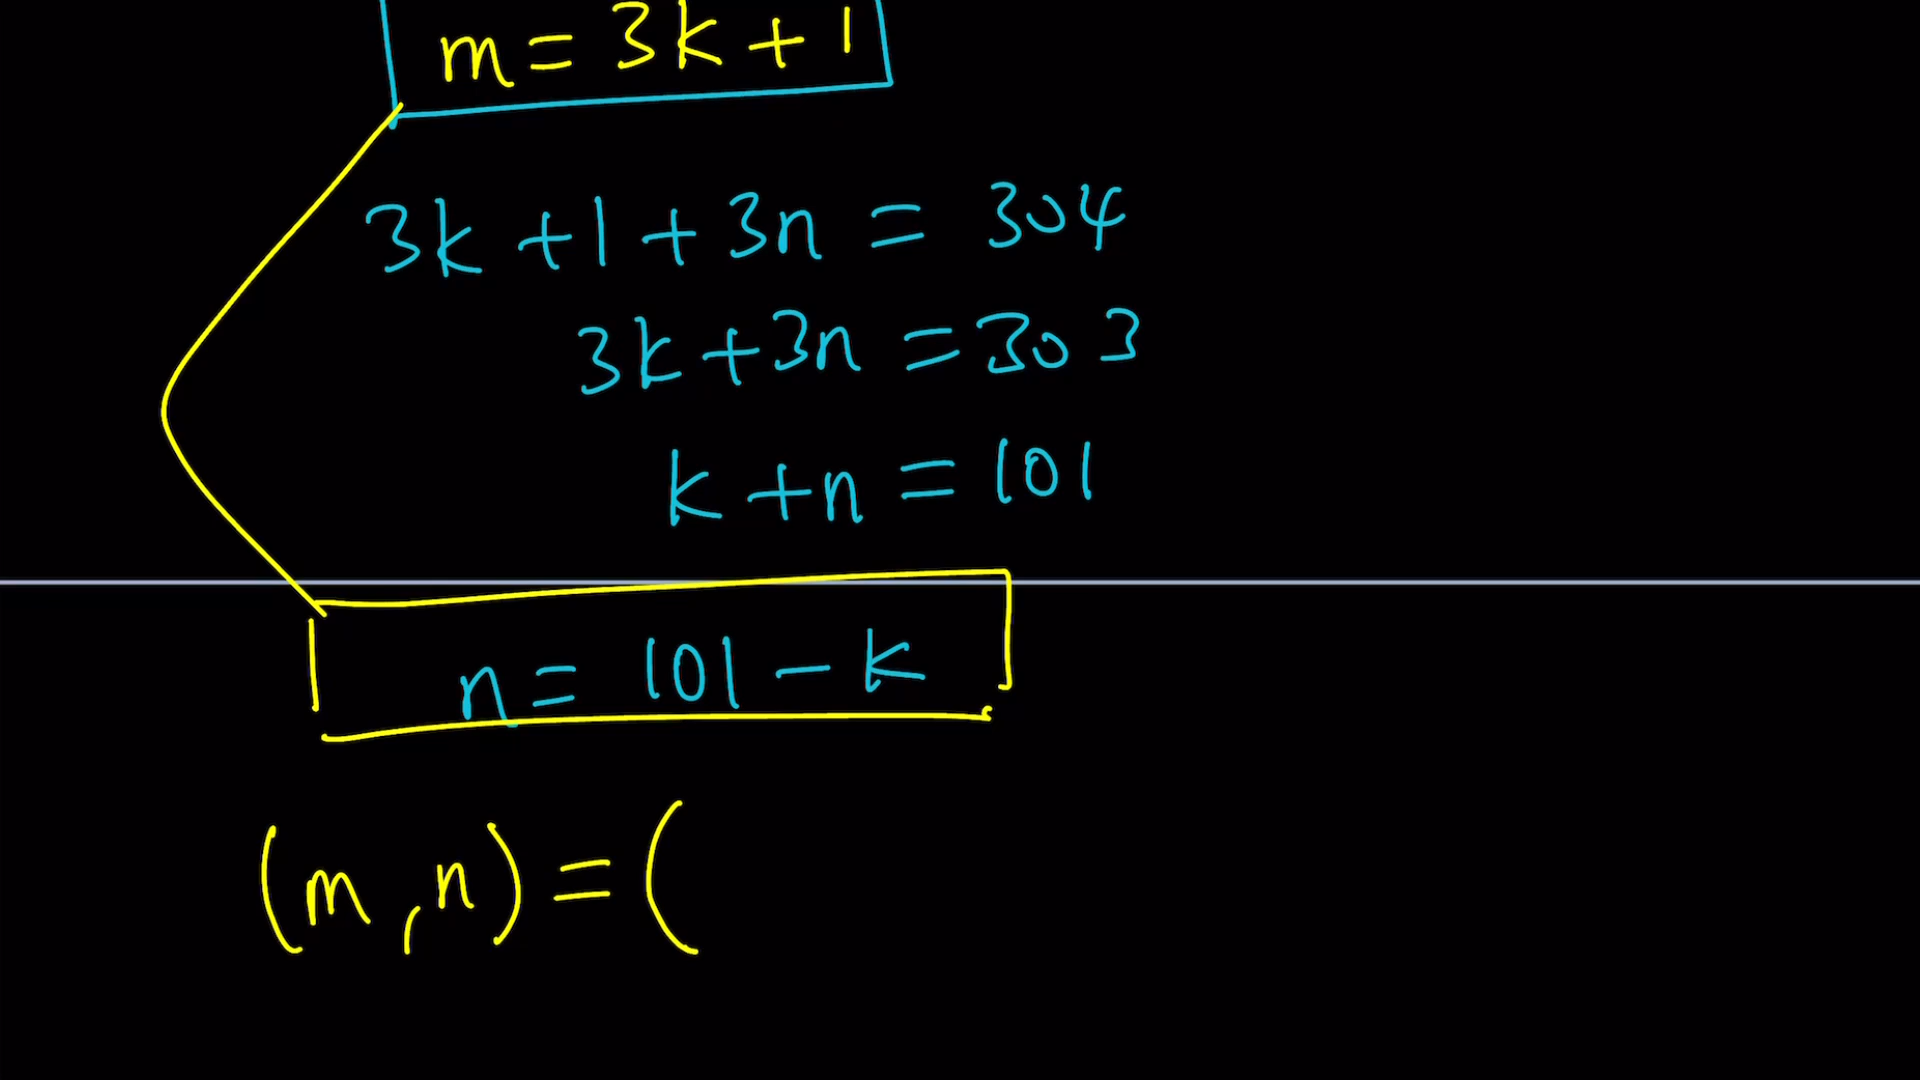 m = 3k + 1
3k + 1 + 3n = 304
3k + 3n = 303
k + n = 101
n = 101 - k
(m, n) = (